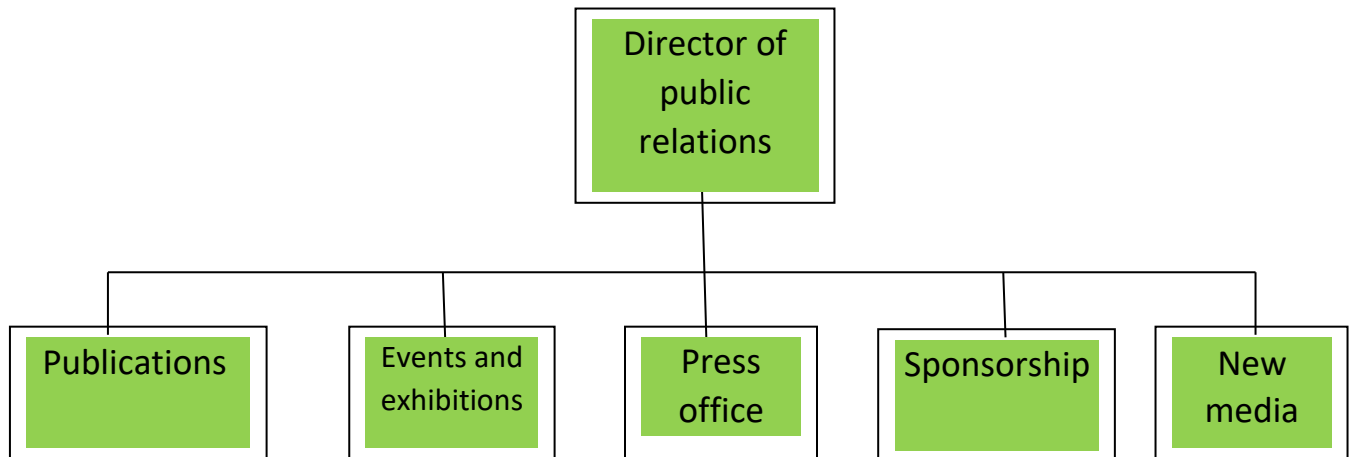 Director of
public
relations
Publications
Events and
exhibitions
Press
office
Sponsorship
New
media